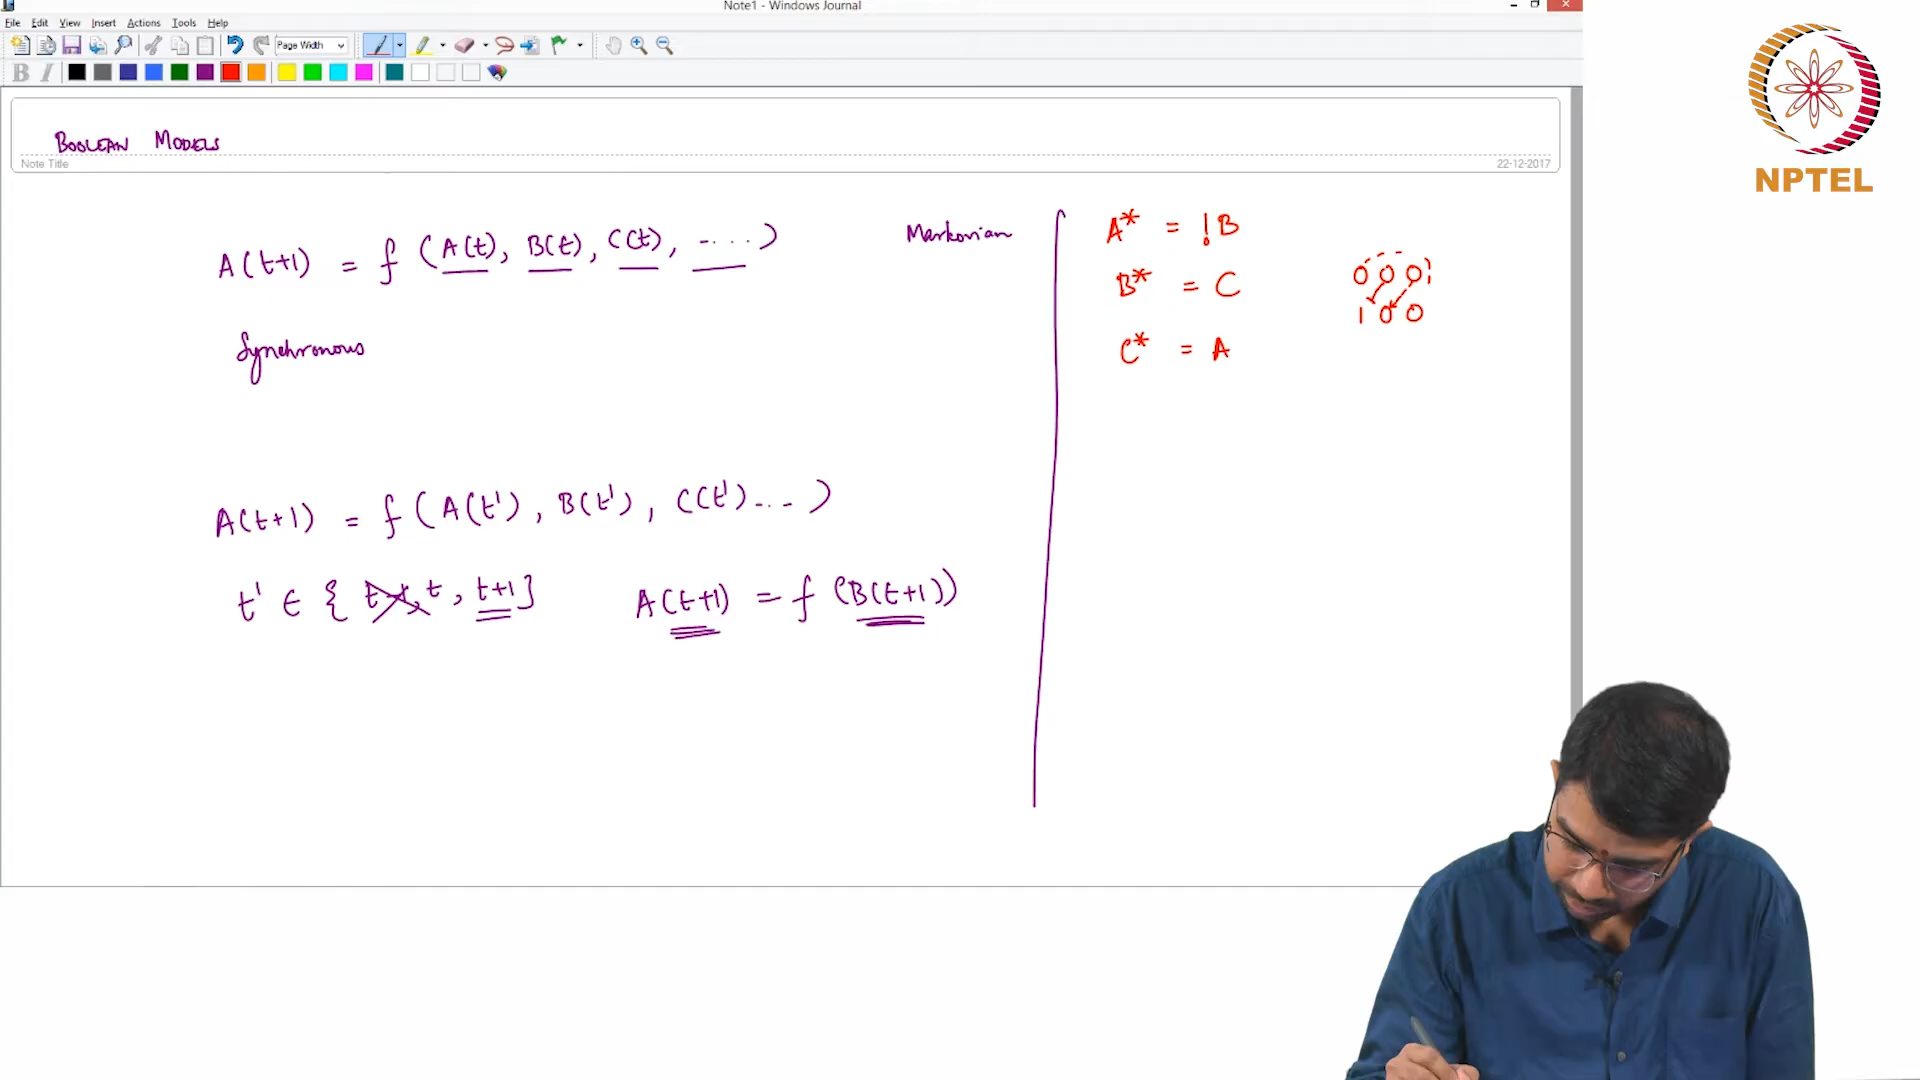 Note1 - Windows Journal
File Edit View Insert Actions Tools Help
Page Width
B I
BOOLEAN MODELS
Note Title
22-12-2017
NPTEL
A(t+1) = f (A(t), B(t), C(t), -....)
Markovian
Synchronous
A(t+1) = f (A(t'), B(t'), C(t')-..- )
t' ∈ { t, t+1}
A(t+1) = f (B(t+1))
A* = !B
B* = C
C* = A
0 0 0
1 0 0